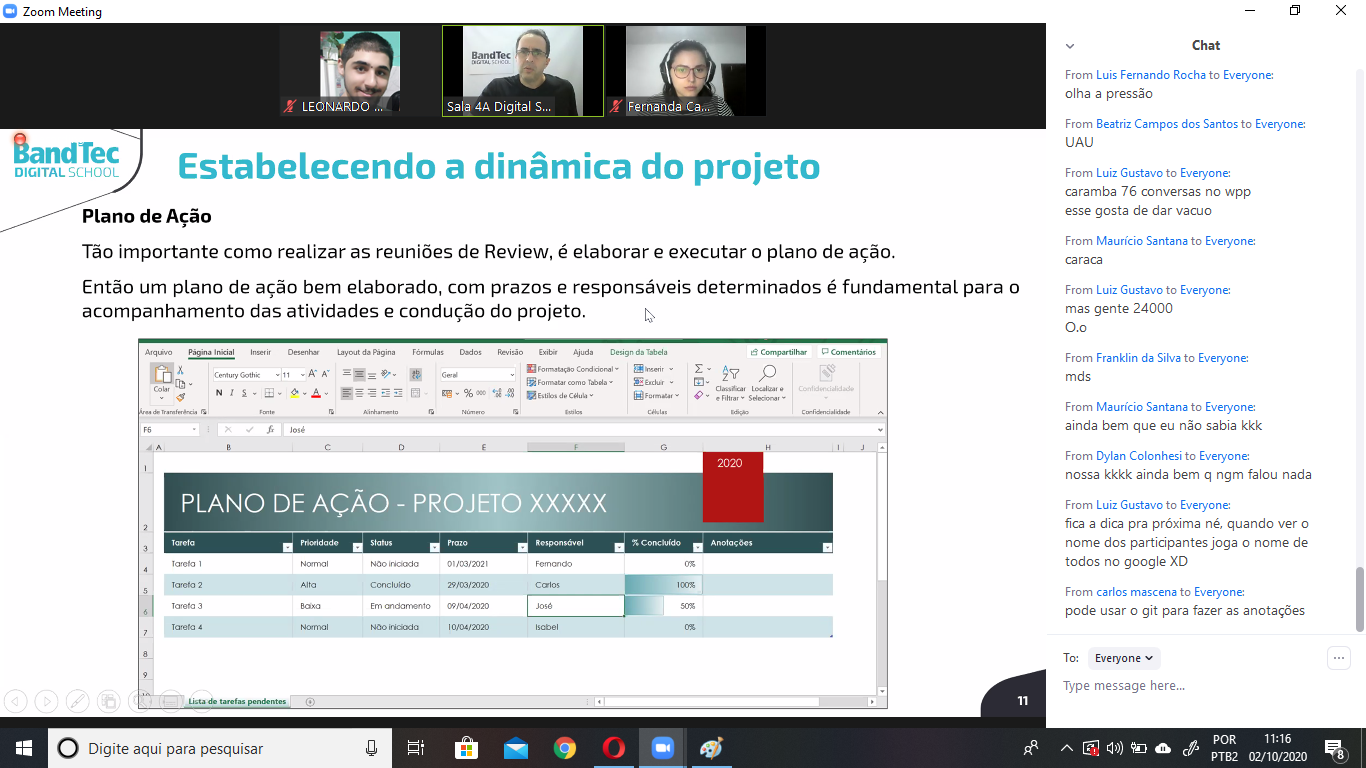 Zoom Meeting
LEONARDO ...
BandTec
DIGITAL SCHOOL
Sala 4A Digital S...
Fernanda Ca...
BandTec
DIGITAL SCHOOL
Estabelecendo a dinâmica do projeto
Plano de Ação
Tão importante como realizar as reuniões de Review, é elaborar e executar o plano de ação.
Então um plano de ação bem elaborado, com prazos e responsáveis determinados é fundamental para o
acompanhamento das atividades e condução do projeto.
Arquivo Página Inicial Inserir Desenhar Layout da Página Fórmulas Dados Revisão Exibir Ajuda Design da Tabela Compartilhar Comentários
Colar
Century Gothic 11
N I S
Geral
% 000
Formatação Condicional
Formatar como Tabela
Estilos de Célula
Inserir
Excluir
Formatar
Classificar
e Filtrar
Localizar e
Selecionar
Confidencialidade
Área de Transferência Fonte Alinhamento Número Estilos Células Edição Confidencialidade
F6 fx José
A B C D E F G H I J
1 2020
2 PLANO DE AÇÃO - PROJETO XXXXX
3 Tarefa Prioridade Status Prazo Responsável % Concluído Anotações
4 Tarefa 1 Normal Não iniciada 01/03/2021 Fernando 0%
5 Tarefa 2 Alta Concluído 29/03/2020 Carlos 100%
6 Tarefa 3 Baixa Em andamento 09/04/2020 José 50%
7 Tarefa 4 Normal Não iniciada 10/04/2020 Isabel 0%
8
9
10
Lista de tarefas pendentes
11
Chat
From Luis Fernando Rocha to Everyone:
olha a pressão
From Beatriz Campos dos Santos to Everyone:
UAU
From Luiz Gustavo to Everyone:
caramba 76 conversas no wpp
esse gosta de dar vacuo
From Maurício Santana to Everyone:
caraca
From Luiz Gustavo to Everyone:
mas gente 24000
O.o
From Franklin da Silva to Everyone:
mds
From Maurício Santana to Everyone:
ainda bem que eu não sabia kkk
From Dylan Colonhesi to Everyone:
nossa kkkk ainda bem q ngm falou nada
From Luiz Gustavo to Everyone:
fica a dica pra próxima né, quando ver o
nome dos participantes joga o nome de
todos no google XD
From carlos mascena to Everyone:
pode usar o git para fazer as anotações
To: Everyone
Type message here...
Digite aqui para pesquisar
POR
PTB2
11:16
02/10/2020
8